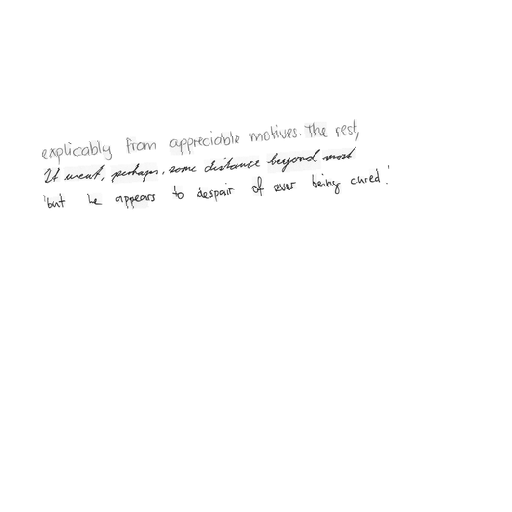 explicably from appreciable motives. The rest,
It went, perhaps, some distance beyond most
'but he appears to despair of ever being cured.'